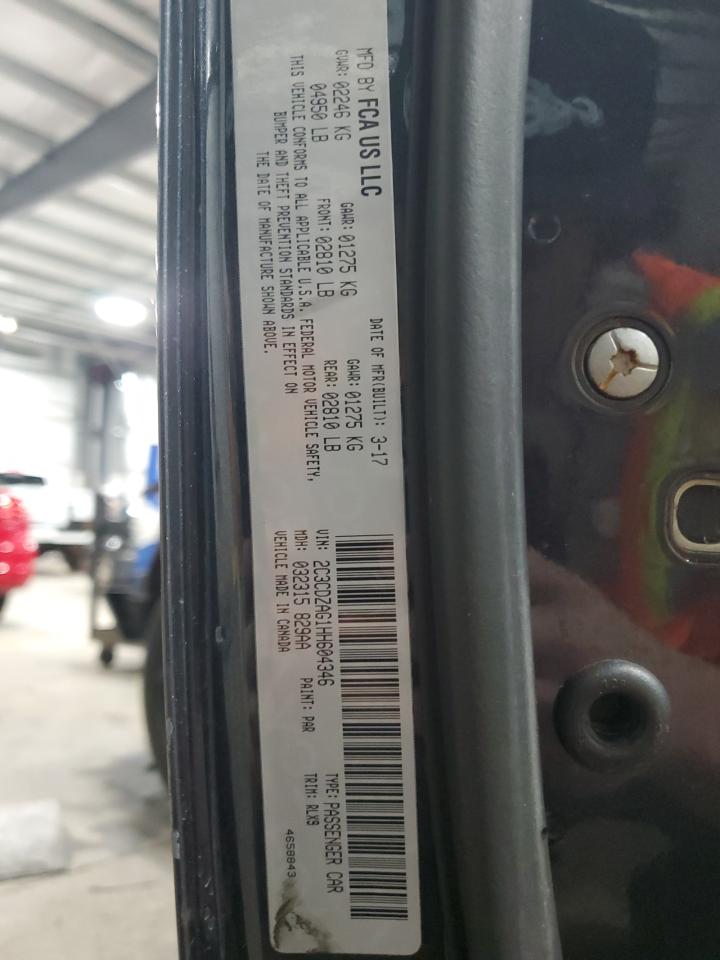 MFD BY FCA US LLC
DATE OF MFR(BUILT): 3-17
GVWR: 02246 KG
GAWR: 01275 KG
GAWR: 01275 KG
04950 LB
FRONT: 02810 LB
REAR: 02810 LB
THIS VEHICLE CONFORMS TO ALL APPLICABLE U.S.A. FEDERAL MOTOR VEHICLE SAFETY,
BUMPER AND THEFT PREVENTION STANDARDS IN EFFECT ON
THE DATE OF MANUFACTURE SHOWN ABOVE.
VIN: 2C3CDZAG1HH604346
TYPE: PASSENGER CAR
MDH: 032315 829AA
PAINT: PAR
TRIM: RLX9
VEHICLE MADE IN CANADA
4658843